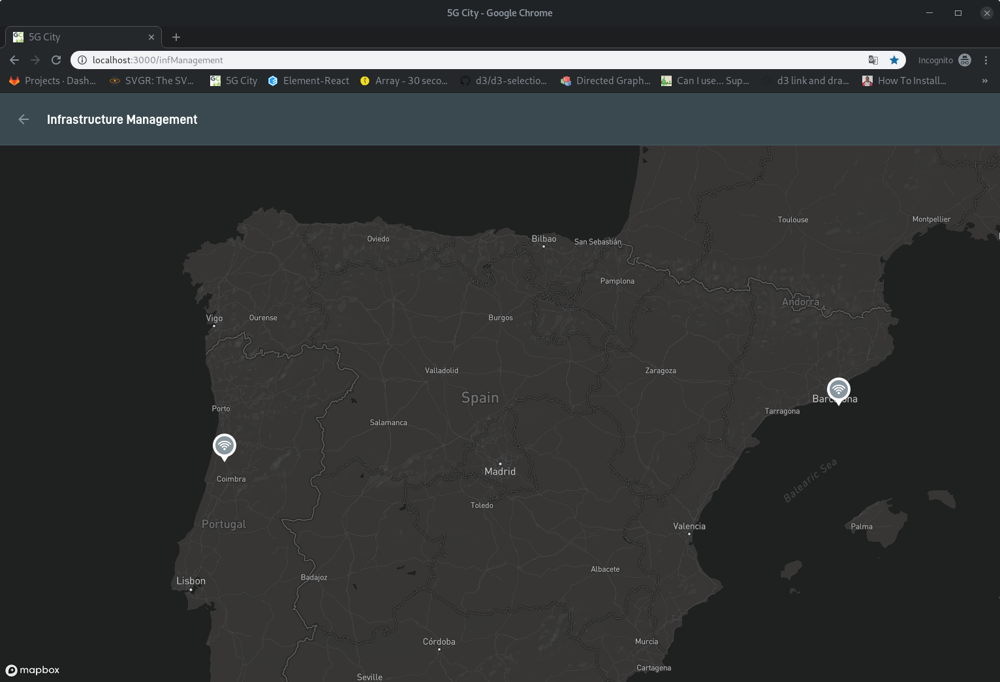 5G City - Google Chrome
5G City
localhost:3000/infManagement
Incognito
Projects · Dash...
SVGR: The SV...
5G City
Element-React
Array - 30 seco...
d3/d3-selectio...
Directed Graph...
Can I use... Sup...
d3 link and dra...
How To Install...
»
Infrastructure Management
Toulouse
Montpellier
Oviedo
Bilbao
San Sebastián
Pamplona
Andorra
Vigo
Ourense
Burgos
Valladolid
Zaragoza
Spain
Barcelona
Porto
Tarragona
Salamanca
Madrid
Balearic Sea
Coimbra
Toledo
Portugal
Valencia
Palma
Albacete
Lisbon
Badajoz
Córdoba
Murcia
Cartagena
mapbox
Seville